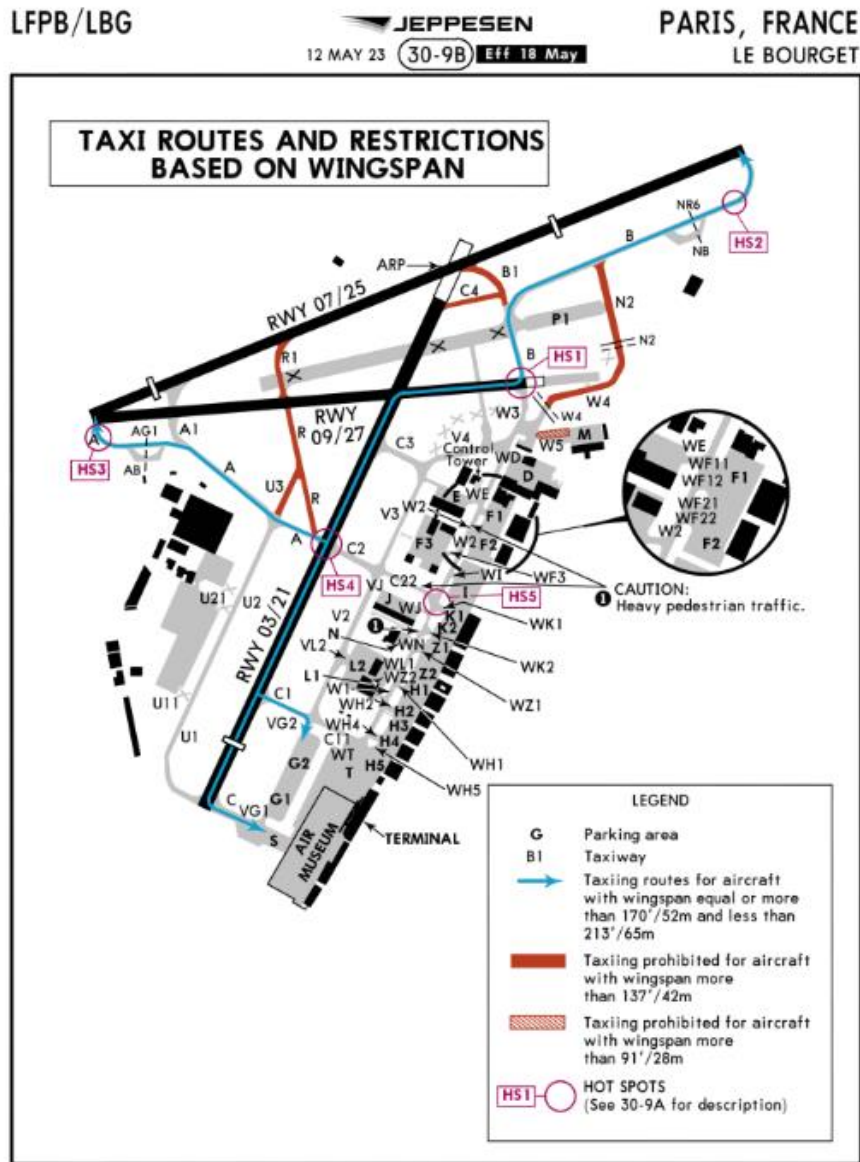 LFPB/LBG
JEPPESEN
PARIS, FRANCE
12 MAY 23 30-9B Eff 18 May
LE BOURGET
TAXI ROUTES AND RESTRICTIONS
BASED ON WINGSPAN
NR6
B
NB
HS2
ARP
B1
C4
RWY 07/25
P1
N2
R1
N2
B
HS1
RWY
09/27
W4
W3
W4
A
AG1
A1
HS3
AB
R
C3
V4
Control
Tower
WD
W5
M
A
U3
R
E
WE
D
V3
W2
F1
WE
WF11
WF12
F1
WF21
WF22
W2
F2
A
C2
F3
W2
F2
HS4
C22
WI
WF3
1 CAUTION:
Heavy pedestrian traffic.
U21
U2
VJ
J
WJ
I
HS5
WK1
RWY 03/21
V2
1
K1
K2
N
WN
Z1
WK2
VL2
L2
WL1
WZ2
Z2
L1
H1
WZ1
U11
C1
W1
WH2
H2
VG2
WH4
H3
U1
C11
H4
WH1
WT
G2
T
H5
WH5
C
VG1
G1
S
AIR
MUSEUM
TERMINAL
LEGEND
G Parking area
B1 Taxiway
Taxiing routes for aircraft
with wingspan equal or more
than 170'/52m and less than
213'/65m
Taxiing prohibited for aircraft
with wingspan more
than 137'/42m
Taxiing prohibited for aircraft
with wingspan more
than 91'/28m
HS1 HOT SPOTS
(See 30-9A for description)